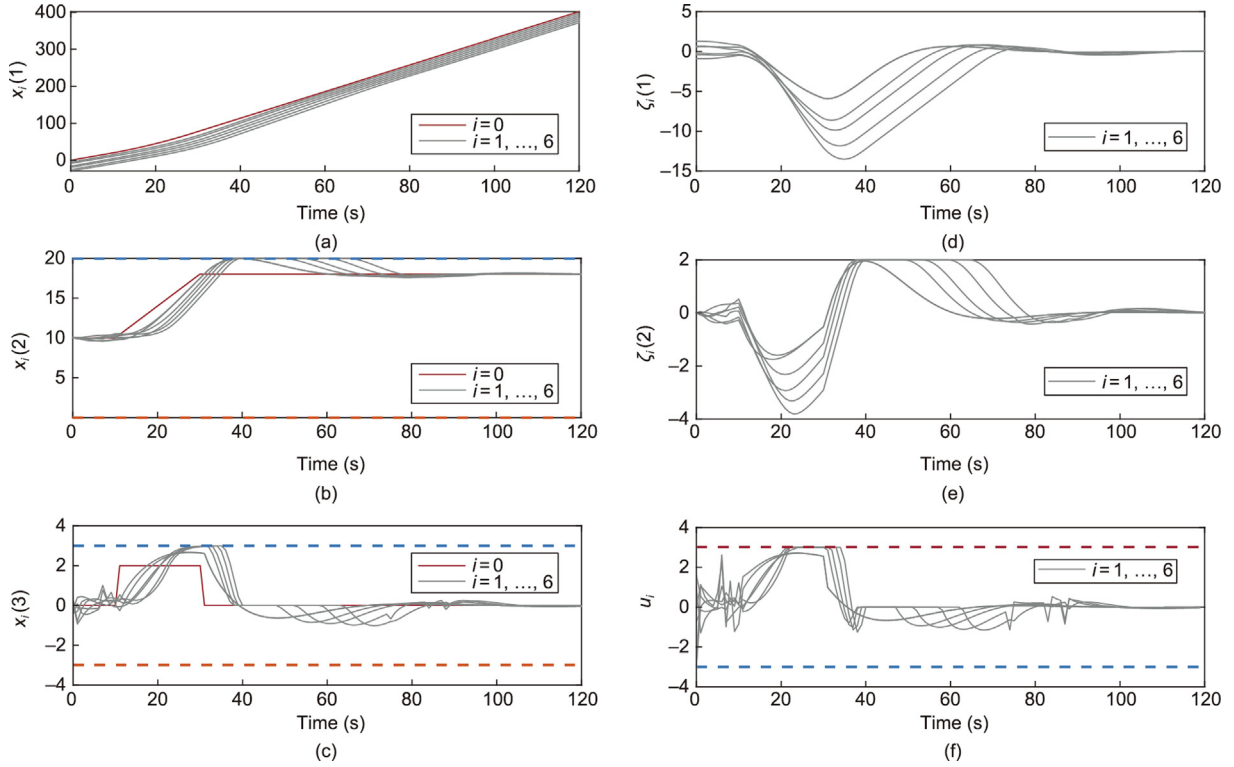 400
300
200
100
0
x_i(1)
i=0
i=1, ..., 6
0 20 40 60 80 100 120
Time (s)
(a)
5
0
−5
−10
−15
ζ_i(1)
i=1, ..., 6
0 20 40 60 80 100 120
Time (s)
(d)
20
15
10
5
x_i(2)
i=0
i=1, ..., 6
0 20 40 60 80 100 120
Time (s)
(b)
2
0
−2
−4
ζ_i(2)
i=1, ..., 6
0 20 40 60 80 100 120
Time (s)
(e)
4
2
0
−2
−4
x_i(3)
i=0
i=1, ..., 6
0 20 40 60 80 100 120
Time (s)
(c)
4
2
0
−2
−4
u_i
i=1, ..., 6
0 20 40 60 80 100 120
Time (s)
(f)